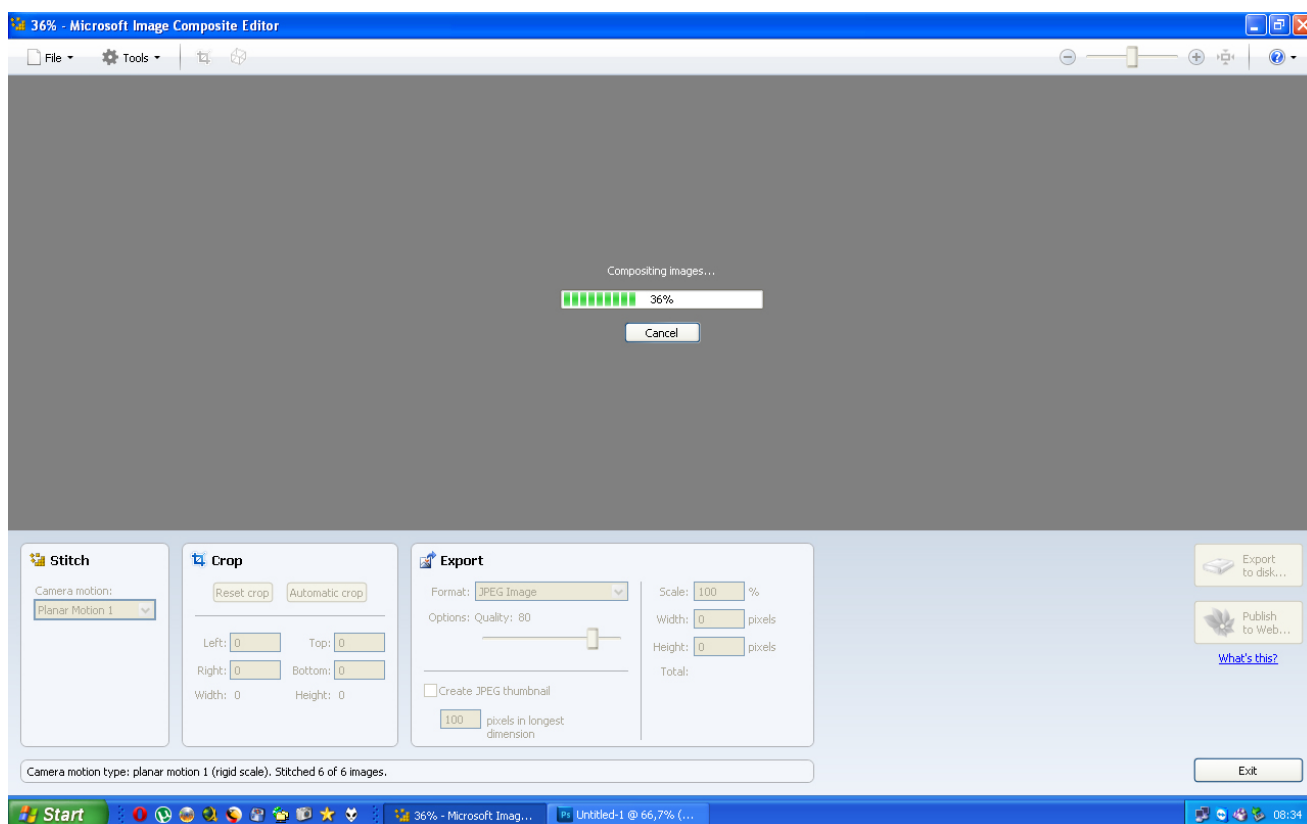 36% - Microsoft Image Composite Editor
File Tools
Compositing images...
36%
Cancel
Stitch
Camera motion:
Planar Motion 1
Crop
Reset crop Automatic crop
Left: 0 Top: 0
Right: 0 Bottom: 0
Width: 0 Height: 0
Export
Format: JPEG Image
Options: Quality: 80
Create JPEG thumbnail
100 pixels in longest
dimension
Scale: 100 %
Width: 0 pixels
Height: 0 pixels
Total:
Export
to disk...
Publish
to Web...
What's this?
Camera motion type: planar motion 1 (rigid scale). Stitched 6 of 6 images.
Exit
Start 36% - Microsoft Imag... Ps Untitled-1 @ 66,7% (... 08:34